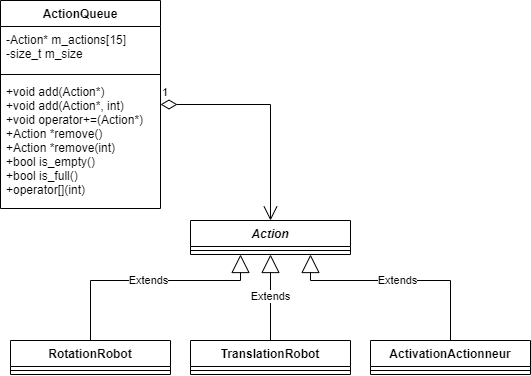 ActionQueue
-Action* m_actions[15]
-size_t m_size
+void add(Action*)
+void add(Action*, int)
+void operator+=(Action*)
+Action *remove()
+Action *remove(int)
+bool is_empty()
+bool is_full()
+operator[](int)
1
Action
Extends
Extends
Extends
RotationRobot
TranslationRobot
ActivationActionneur